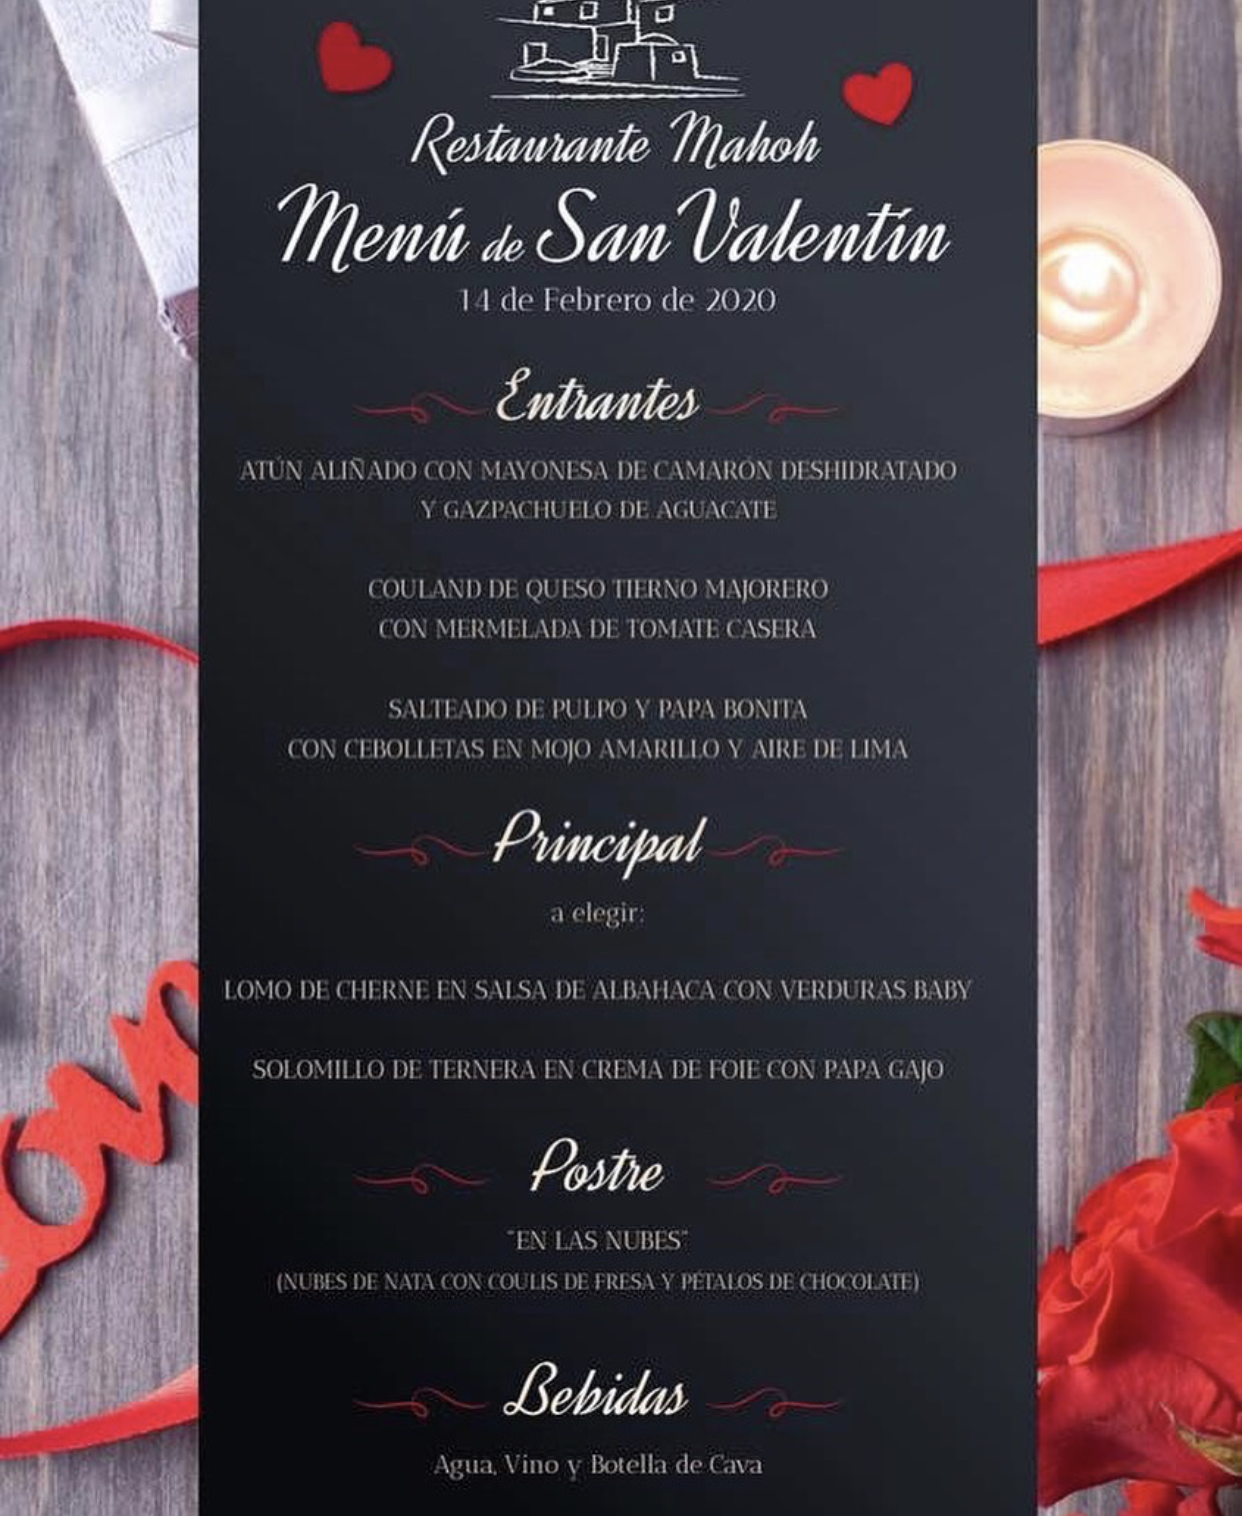 Restaurante Mahoh
Menú de San Valentín
14 de Febrero de 2020
Entrantes
ATÚN ALIÑADO CON MAYONESA DE CAMARÓN DESHIDRATADO
Y GAZPACHUELO DE AGUACATE
COULAND DE QUESO TIERNO MAJORERO
CON MERMELADA DE TOMATE CASERA
SALTEADO DE PULPO Y PAPA BONITA
CON CEBOLLETAS EN MOJO AMARILLO Y AIRE DE LIMA
Principal
a elegir:
LOMO DE CHERNE EN SALSA DE ALBAHACA CON VERDURAS BABY
SOLOMILLO DE TERNERA EN CREMA DE FOIE CON PAPA GAJO
Postre
"EN LAS NUBES"
(NUBES DE NATA CON COULIS DE FRESA Y PÉTALOS DE CHOCOLATE)
Bebidas
Agua, Vino y Botella de Cava